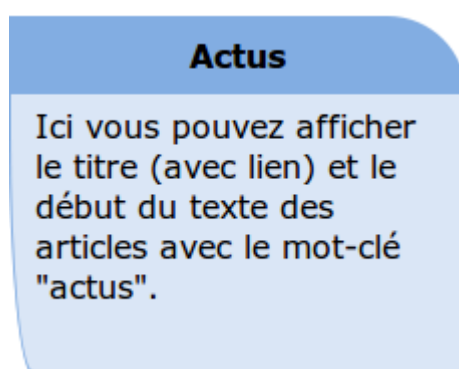 Actus
Ici vous pouvez afficher
le titre (avec lien) et le
début du texte des
articles avec le mot-clé
"actus".